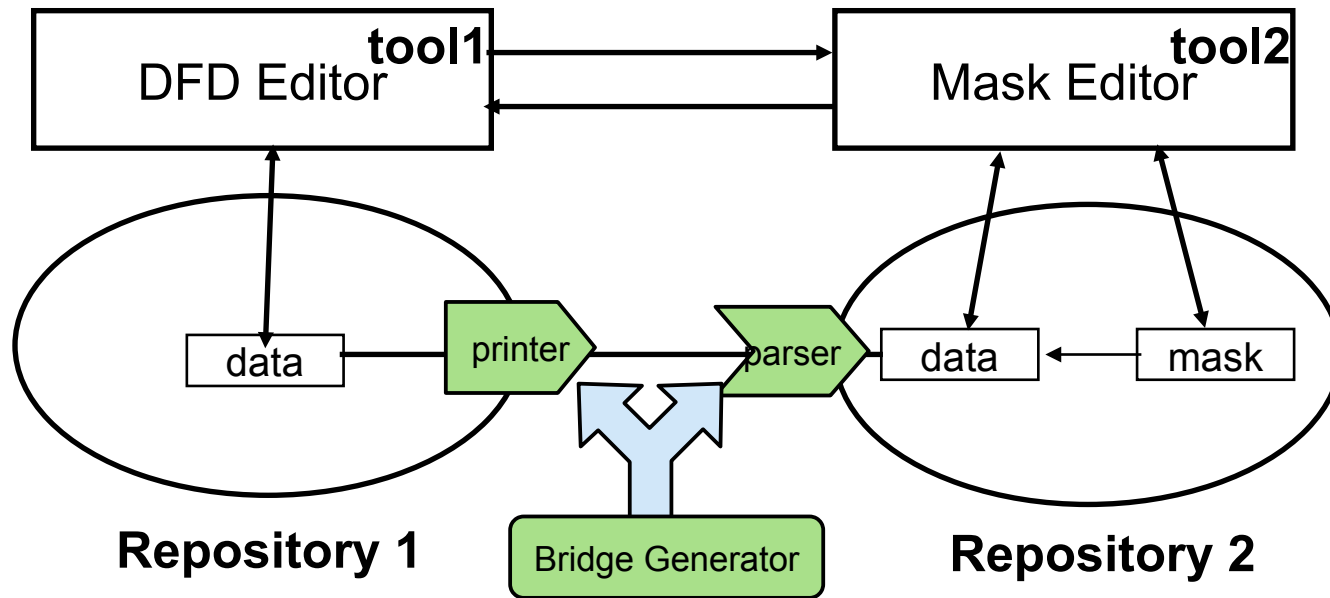 tool1
DFD Editor
tool2
Mask Editor
data
printer
parser
data
mask
Repository 1
Bridge Generator
Repository 2